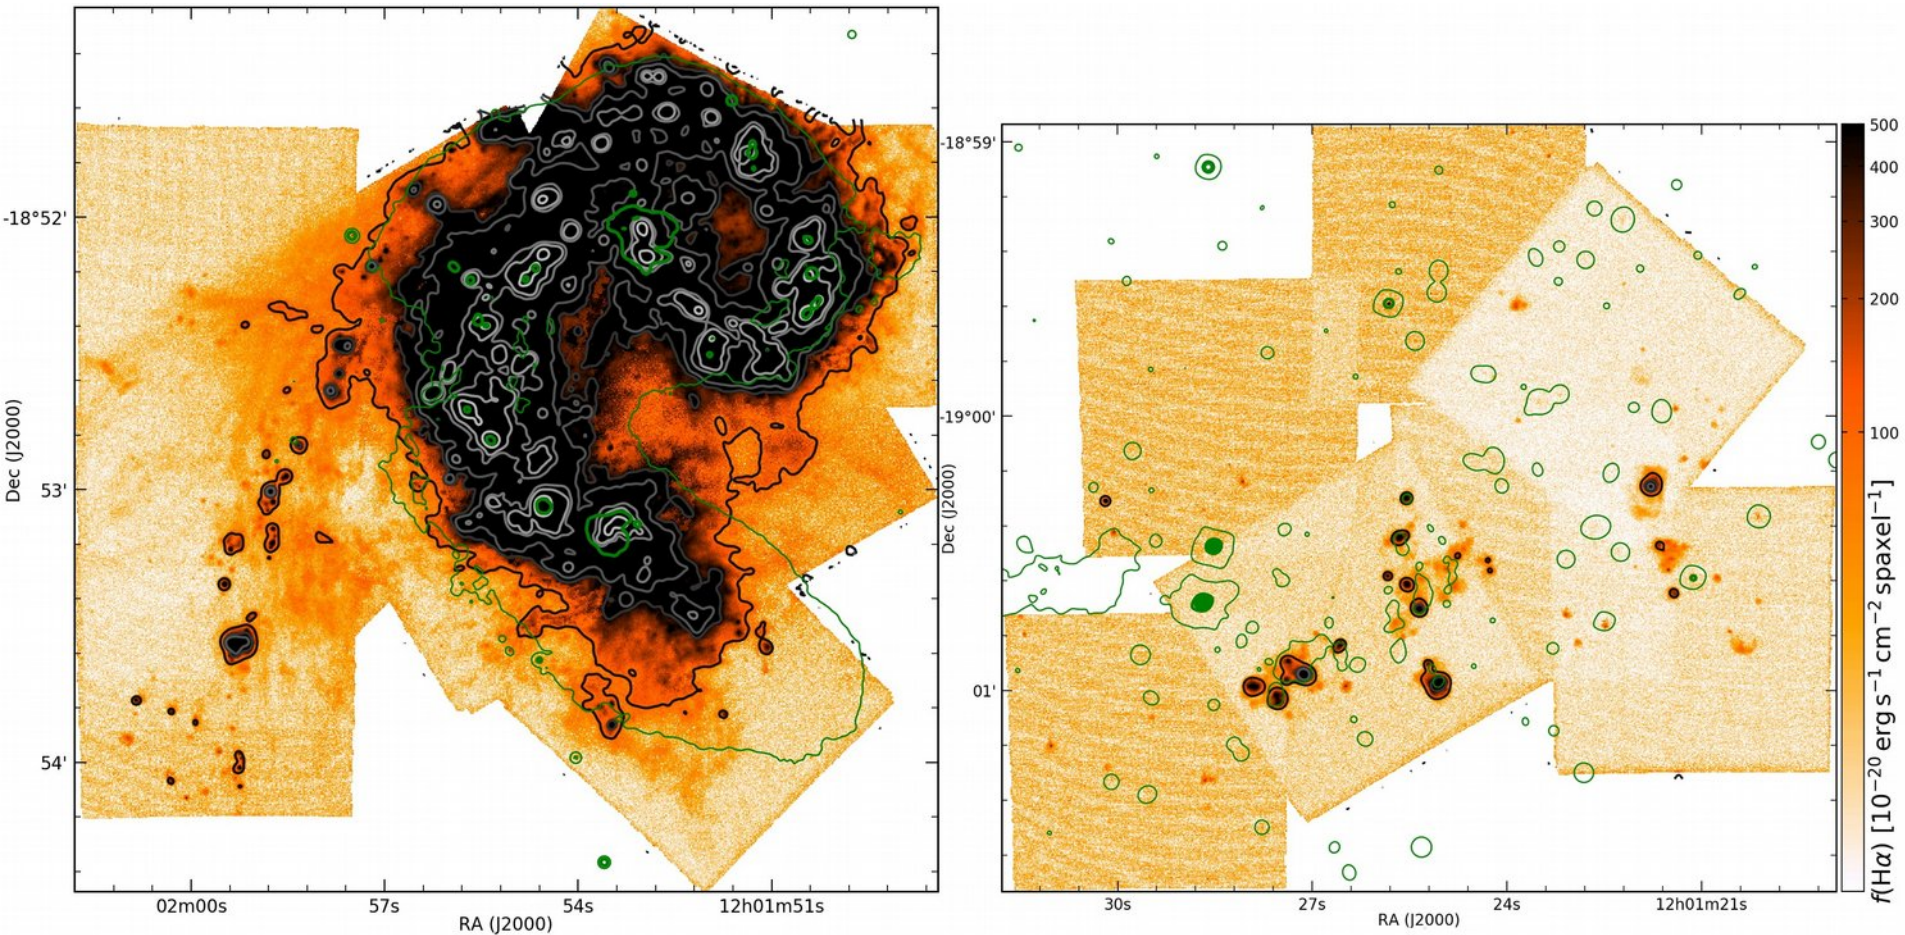 -18°52'
53'
54'
Dec (J2000)
02m00s
57s
54s
12h01m51s
RA (J2000)
-18°59'
-19°00'
01'
Dec (J2000)
30s
27s
24s
12h01m21s
RA (J2000)
500
400
300
200
100
f(Hα) [10⁻²⁰ erg s⁻¹ cm⁻² spaxel⁻¹]